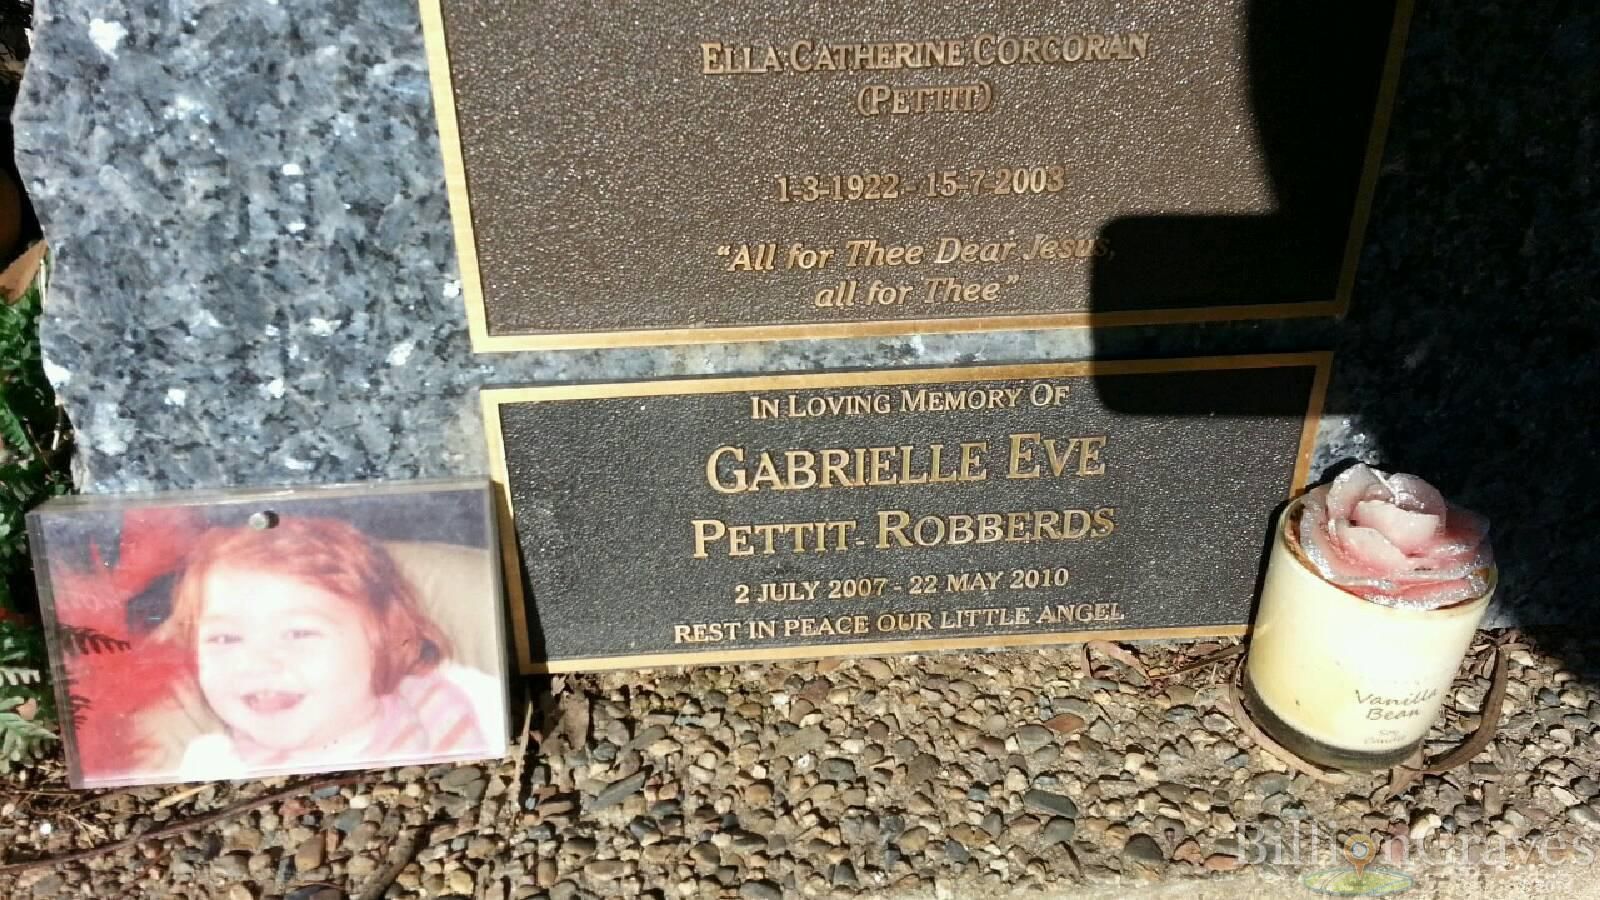 ELLA CATHERINE CORCORAN
(PETTIT)
1-3-1922 - 15-7-2003
"All for Thee Dear Jesus,
all for Thee"
IN LOVING MEMORY OF
GABRIELLE EVE
PETTIT-ROBBERDS
2 JULY 2007 - 22 MAY 2010
REST IN PEACE OUR LITTLE ANGEL
Vanilla
Bean
Soy
Candle
BillionGraves